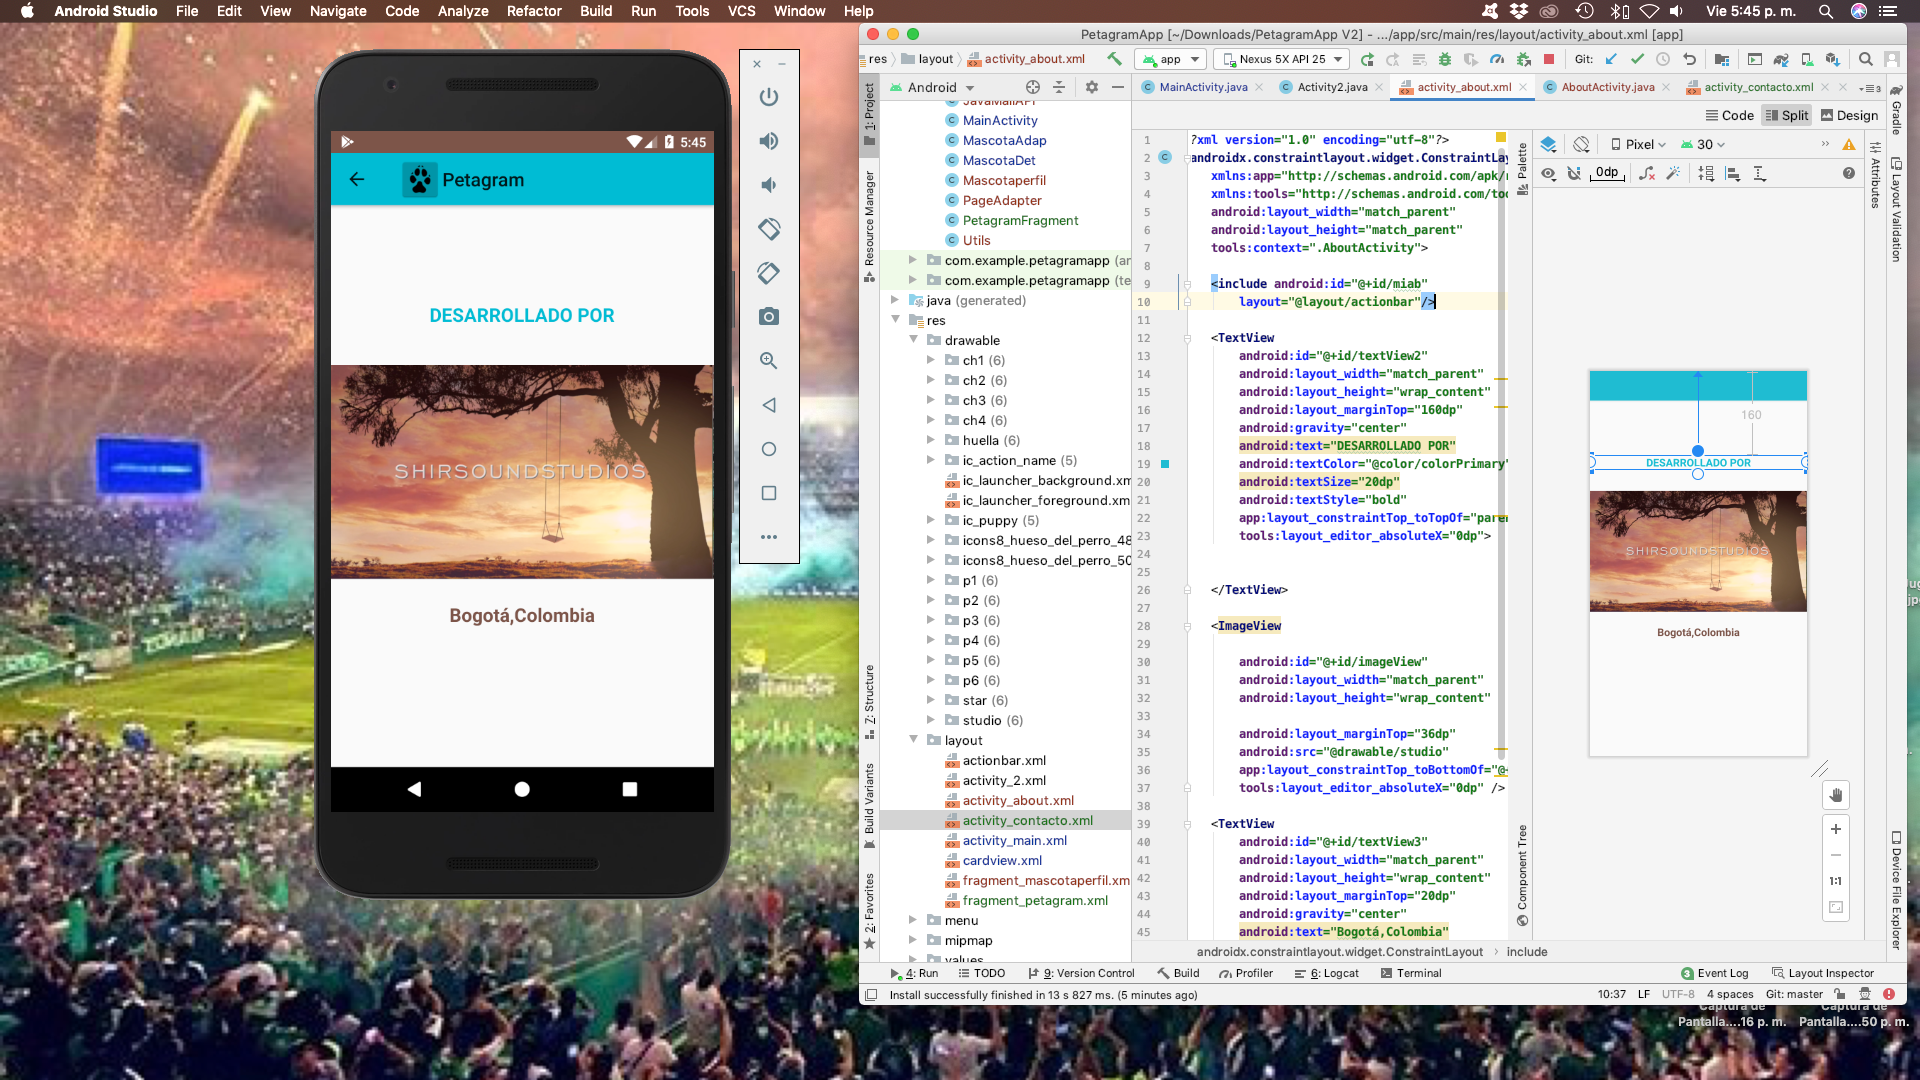 Android Studio File Edit View Navigate Code Analyze Refactor Build Run Tools VCS Window Help
Vie 5:45 p. m.
5:45
Petagram
DESARROLLADO POR
SHIRSOUNDSTUDIOS
Bogotá,Colombia
PetagramApp [~/Downloads/PetagramApp V2] - .../app/src/main/res/layout/activity_about.xml [app]
res layout activity_about.xml app Nexus 5X API 25 Git:
Android
MainActivity.java Activity2.java activity_about.xml AboutActivity.java activity_contacto.xml
Code Split Design
1: Project
Resource Manager
7: Structure
Build Variants
2: Favorites
JavaMailAPI
MainActivity
MascotaAdap
MascotaDet
Mascotaperfil
PageAdapter
PetagramFragment
Utils
com.example.petagramapp (ar
com.example.petagramapp (te
java (generated)
res
drawable
ch1 (6)
ch2 (6)
ch3 (6)
ch4 (6)
huella (6)
ic_action_name (5)
ic_launcher_background.xm
ic_launcher_foreground.xm
ic_puppy (5)
icons8_hueso_del_perro_48
icons8_hueso_del_perro_50
p1 (6)
p2 (6)
p3 (6)
p4 (6)
p5 (6)
p6 (6)
star (6)
studio (6)
layout
actionbar.xml
activity_2.xml
activity_about.xml
activity_contacto.xml
activity_main.xml
cardview.xml
fragment_mascotaperfil.xm
fragment_petagram.xml
menu
mipmap
values
1 ?xml version="1.0" encoding="utf-8"?>
2 androidx.constraintlayout.widget.ConstraintLay
3 xmlns:app="http://schemas.android.com/apk/r
4 xmlns:tools="http://schemas.android.com/too
5 android:layout_width="match_parent"
6 android:layout_height="match_parent"
7 tools:context=".AboutActivity">
8
9 <include android:id="@+id/miab"
10 layout="@layout/actionbar"/>
11
12 <TextView
13 android:id="@+id/textView2"
14 android:layout_width="match_parent"
15 android:layout_height="wrap_content"
16 android:layout_marginTop="160dp"
17 android:gravity="center"
18 android:text="DESARROLLADO POR"
19 android:textColor="@color/colorPrimary"
20 android:textSize="20dp"
21 android:textStyle="bold"
22 app:layout_constraintTop_toTopOf="paren
23 tools:layout_editor_absoluteX="0dp">
24
25
26 </TextView>
27
28 <ImageView
29
30 android:id="@+id/imageView"
31 android:layout_width="match_parent"
32 android:layout_height="wrap_content"
33
34 android:layout_marginTop="36dp"
35 android:src="@drawable/studio"
36 app:layout_constraintTop_toBottomOf="@+
37 tools:layout_editor_absoluteX="0dp" />
38
39 <TextView
40 android:id="@+id/textView3"
41 android:layout_width="match_parent"
42 android:layout_height="wrap_content"
43 android:layout_marginTop="20dp"
44 android:gravity="center"
45 android:text="Bogotá,Colombia"
androidx.constraintlayout.widget.ConstraintLayout include
Palette
Component Tree
Pixel 30
0dp
160
DESARROLLADO POR
SHIRSOUNDSTUDIOS
Bogotá,Colombia
1:1
Attributes
Gradle
Layout Validation
Device File Explorer
4: Run TODO 9: Version Control Build Profiler 6: Logcat Terminal
3 Event Log Layout Inspector
Install successfully finished in 13 s 827 ms. (5 minutes ago)
10:37 LF UTF-8 4 spaces Git: master
Captura de Captura de
Pantalla....16 p. m. Pantalla....50 p. m.